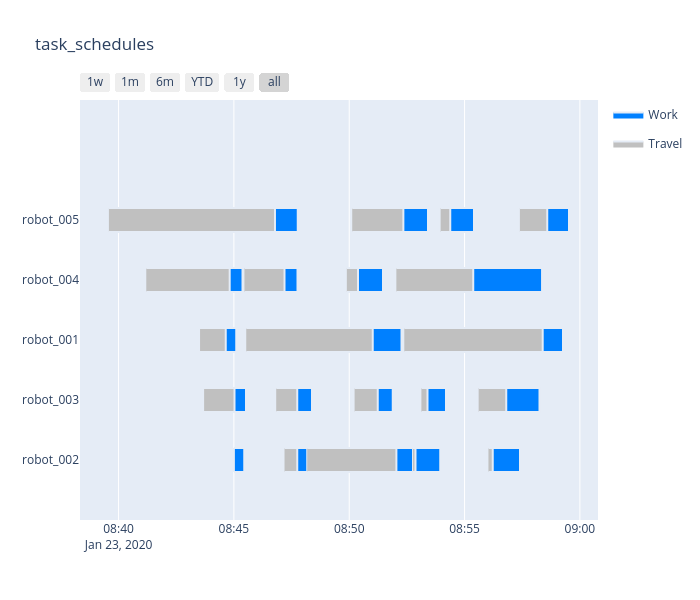 task_schedules
1w 1m 6m YTD 1y all
Work
Travel
robot_005
robot_004
robot_001
robot_003
robot_002
08:40 08:45 08:50 08:55 09:00
Jan 23, 2020